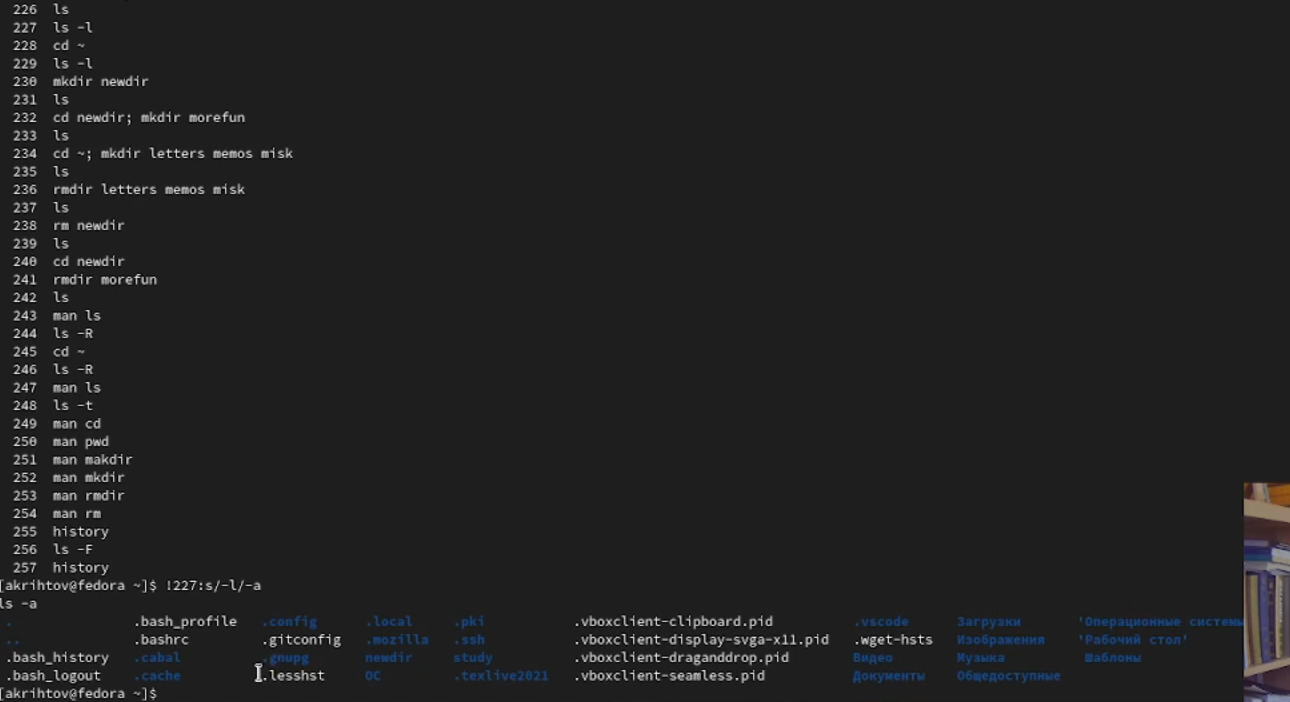 226 ls
227 ls -l
228 cd ~
229 ls -l
230 mkdir newdir
231 ls
232 cd newdir; mkdir morefun
233 ls
234 cd ~; mkdir letters memos misk
235 ls
236 rmdir letters memos misk
237 ls
238 rm newdir
239 ls
240 cd newdir
241 rmdir morefun
242 ls
243 man ls
244 ls -R
245 cd ~
246 ls -R
247 man ls
248 ls -t
249 man cd
250 man pwd
251 man makdir
252 man mkdir
253 man rmdir
254 man rm
255 history
256 ls -F
257 history
[akrihtov@fedora ~]$ !227:s/-l/-a
ls -a
. .bash_profile .config .local .pki .vboxclient-clipboard.pid .vscode Загрузки 'Операционные системы
.. .bashrc .gitconfig .mozilla .ssh .vboxclient-display-svga-x11.pid .wget-hsts Изображения 'Рабочий стол'
.bash_history .cabal .gnupg newdir study .vboxclient-draganddrop.pid Видео Музыка Шаблоны
.bash_logout .cache .lesshst ОС .texlive2021 .vboxclient-seamless.pid Документы Общедоступные
[akrihtov@fedora ~]$